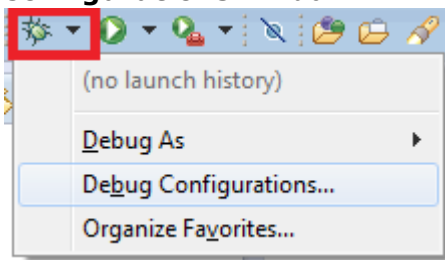 (no launch history)
Debug As
Debug Configurations...
Organize Favorites...